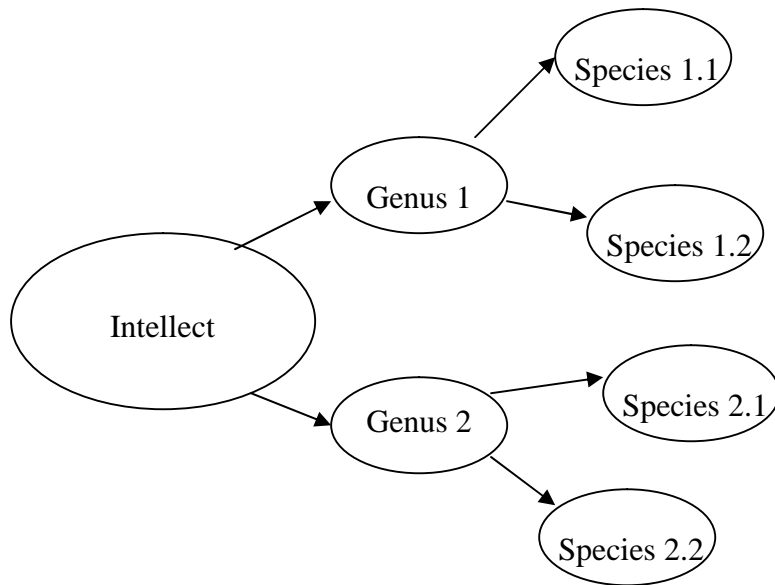 Species 1.1
Genus 1
Species 1.2
Intellect
Species 2.1
Genus 2
Species 2.2